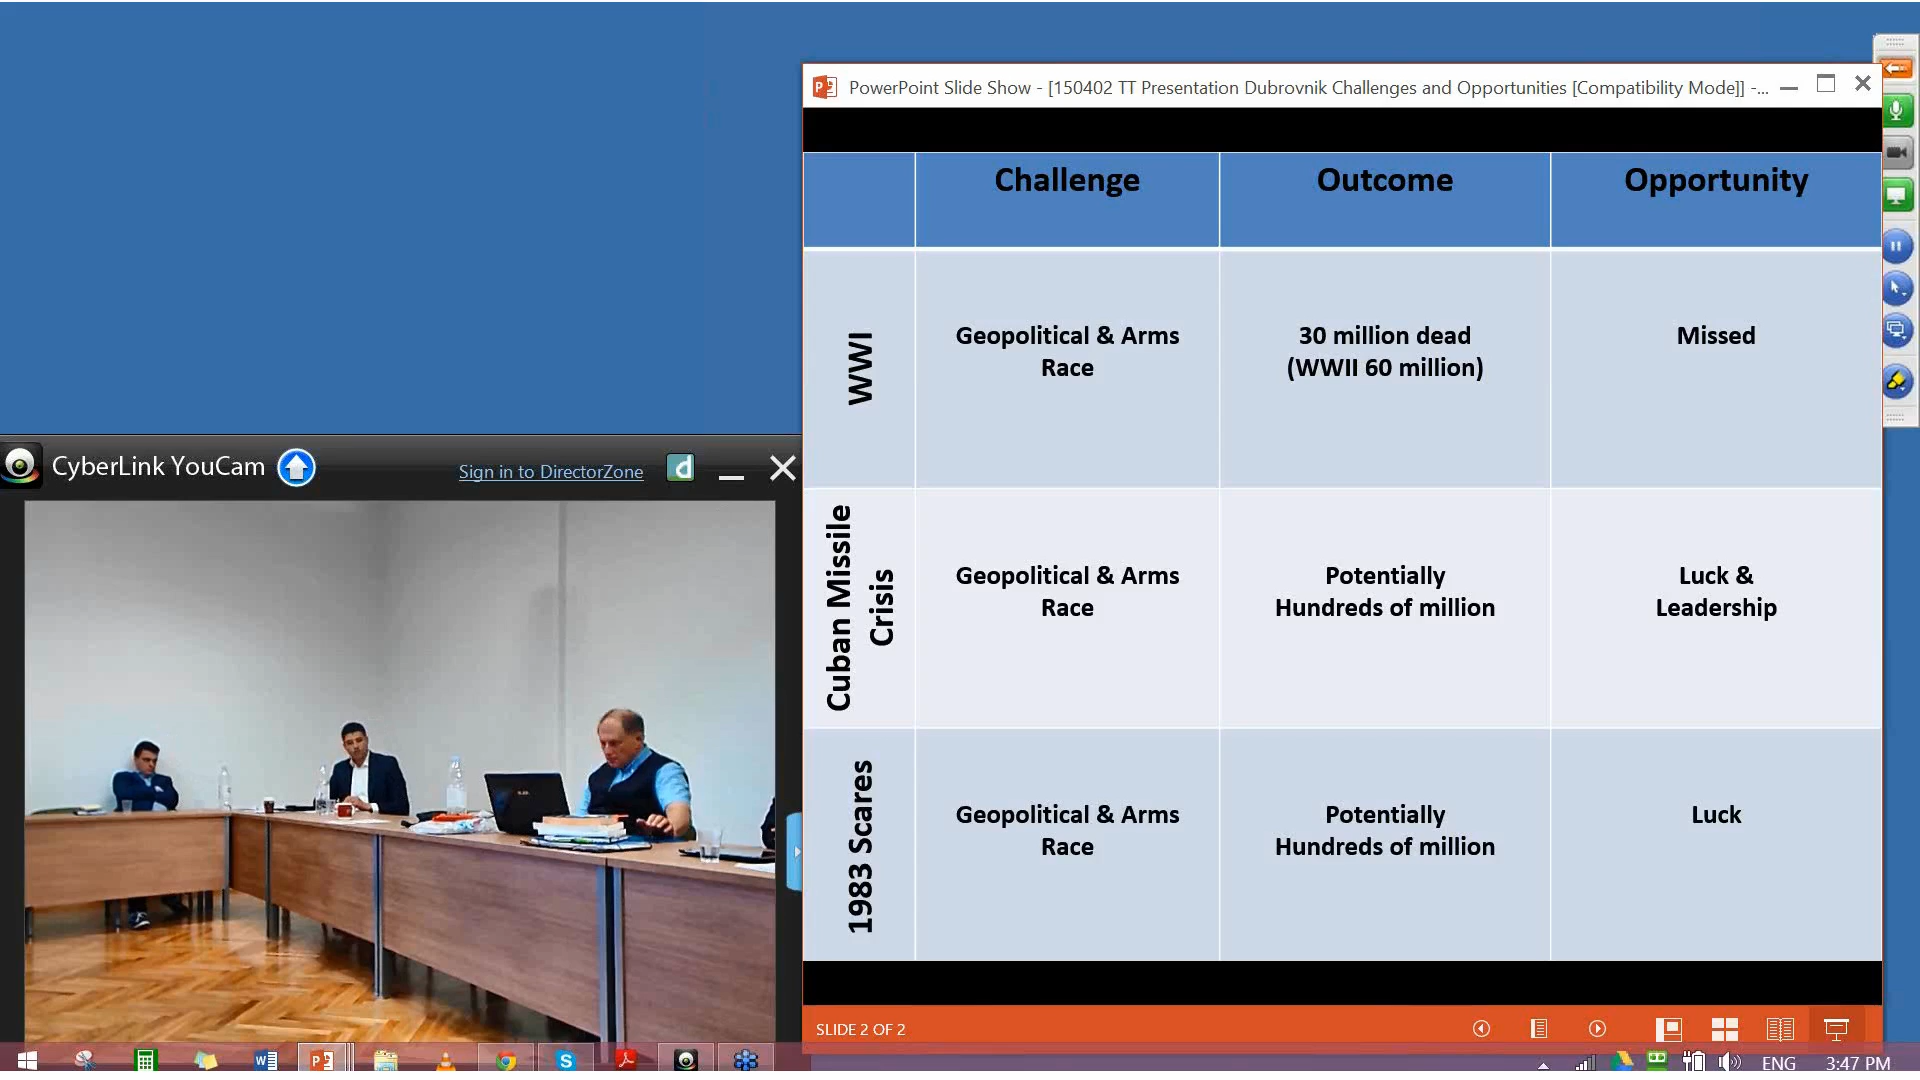 PowerPoint Slide Show - [150402 TT Presentation Dubrovnik Challenges and Opportunities [Compatibility Mode]] -...
Challenge
Outcome
Opportunity
WWI
Geopolitical & Arms
Race
30 million dead
(WWII 60 million)
Missed
Cuban Missile
Crisis
Geopolitical & Arms
Race
Potentially
Hundreds of million
Luck &
Leadership
1983 Scares
Geopolitical & Arms
Race
Potentially
Hundreds of million
Luck
SLIDE 2 OF 2
CyberLink YouCam
Sign in to DirectorZone
ENG
3:47 PM